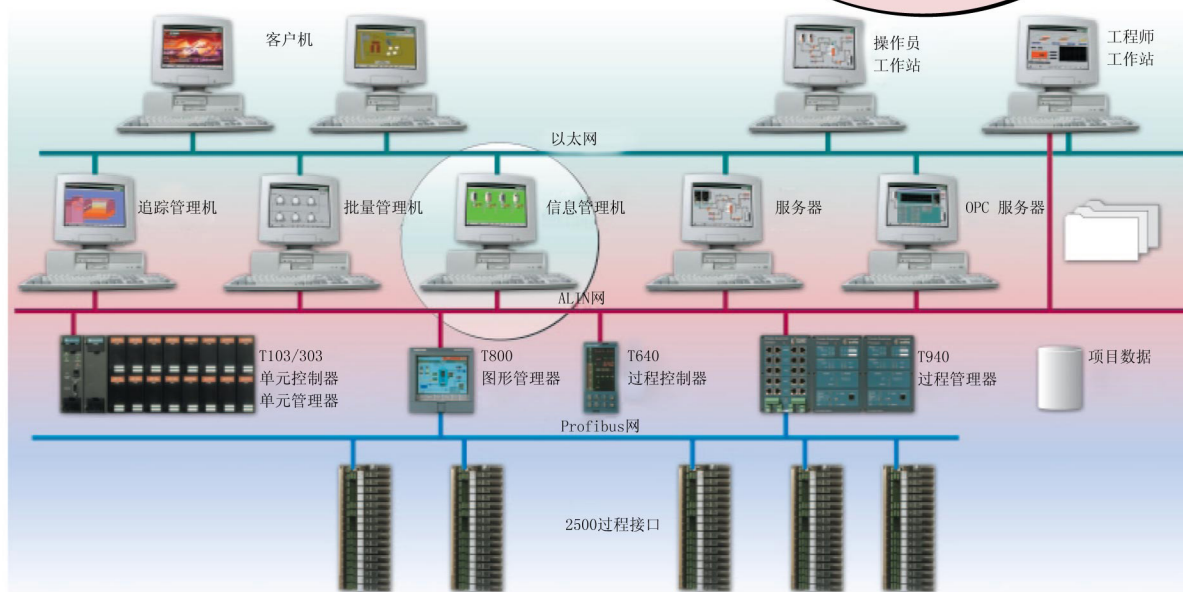 客户机
操作员
工作站
工程师
工作站
以太网
追踪管理机
批量管理机
信息管理机
服务器
OPC 服务器
ALIN网
T103/303
单元控制器
单元管理器
T800
图形管理器
T640
过程控制器
T940
过程管理器
项目数据
Profibus网
2500过程接口